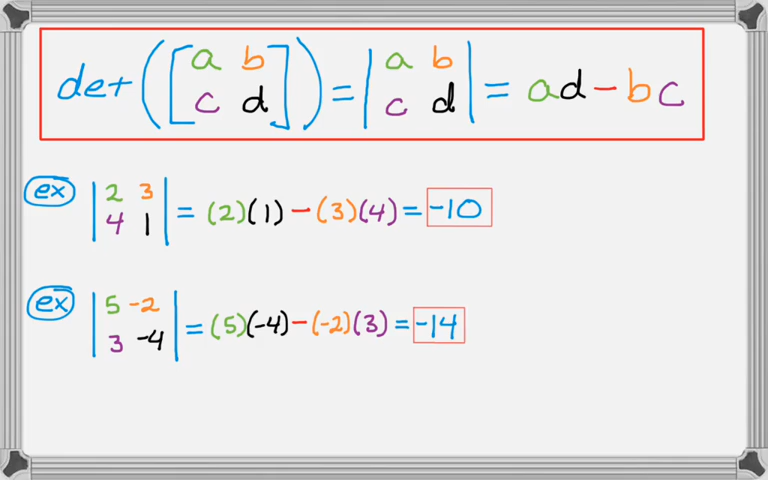 det([a b
c d]) = |a b
c d| = ad - bc
ex |2 3
4 1| = (2)(1) - (3)(4) = -10
ex |5 -2
3 -4| = (5)(-4) - (-2)(3) = -14